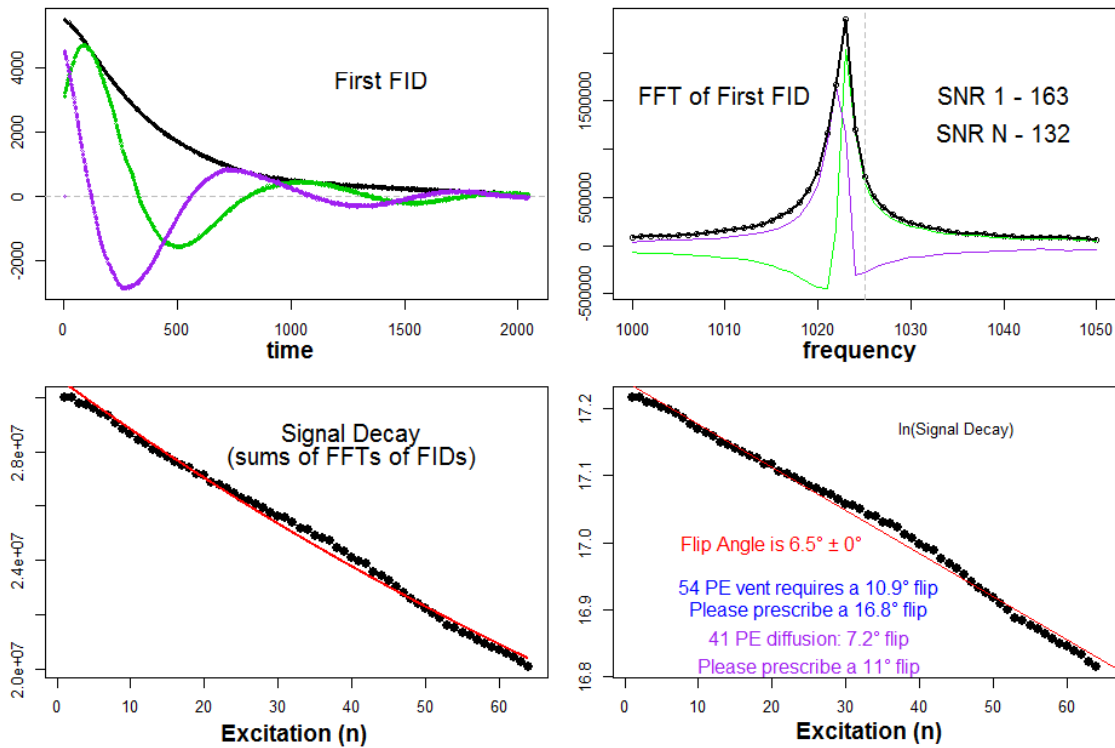 First FID
4000
2000
0
2000
0
500
1000
1500
2000
time
FFT of First FID
SNR 1 - 163
SNR N - 132
1500000
500000
0
-500000
1000
1010
1020
1030
1040
1050
frequency
Signal Decay
(sums of FFTs of FIDs)
2.8e+07
2.4e+07
2.0e+07
0
10
20
30
40
50
60
Excitation (n)
ln(Signal Decay)
17.2
17.1
17.0
16.9
16.8
Flip Angle is 6.5° ± 0°
54 PE vent requires a 10.9° flip
Please prescribe a 16.8° flip
41 PE diffusion: 7.2° flip
Please prescribe a 11° flip
0
10
20
30
40
50
60
Excitation (n)